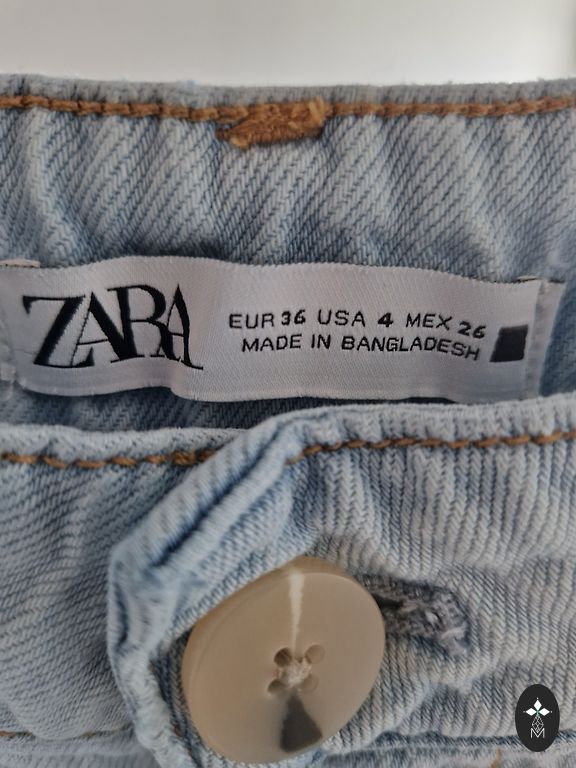 ZARA
EUR 36 USA 4 MEX 26
MADE IN BANGLADESH
M